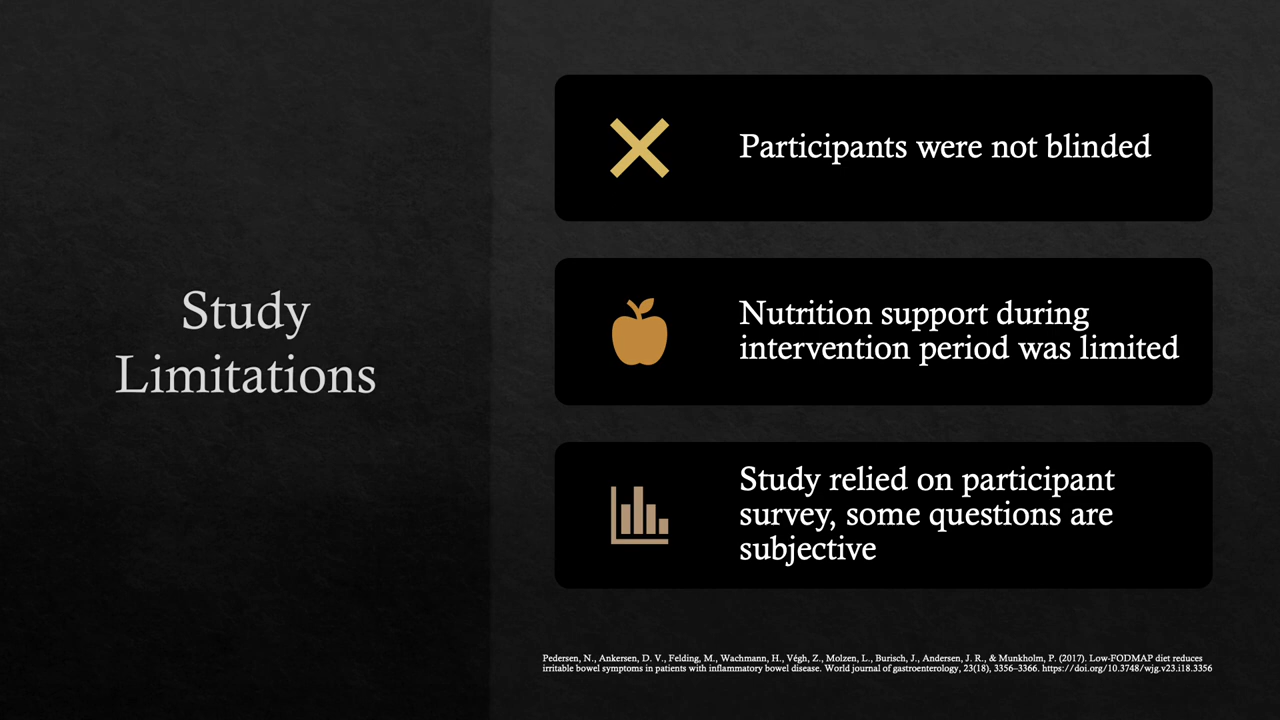 Study
Limitations
Participants were not blinded
Nutrition support during
intervention period was limited
Study relied on participant
survey, some questions are
subjective
Pedersen, N., Ankersen, D. V., Felding, M., Wachmann, H., Végh, Z., Molzen, L., Burisch, J., Andersen, J. R., & Munkholm, P. (2017). Low-FODMAP diet reduces
irritable bowel symptoms in patients with inflammatory bowel disease. World journal of gastroenterology, 23(18), 3356–3366. https://doi.org/10.3748/wjg.v23.i18.3356